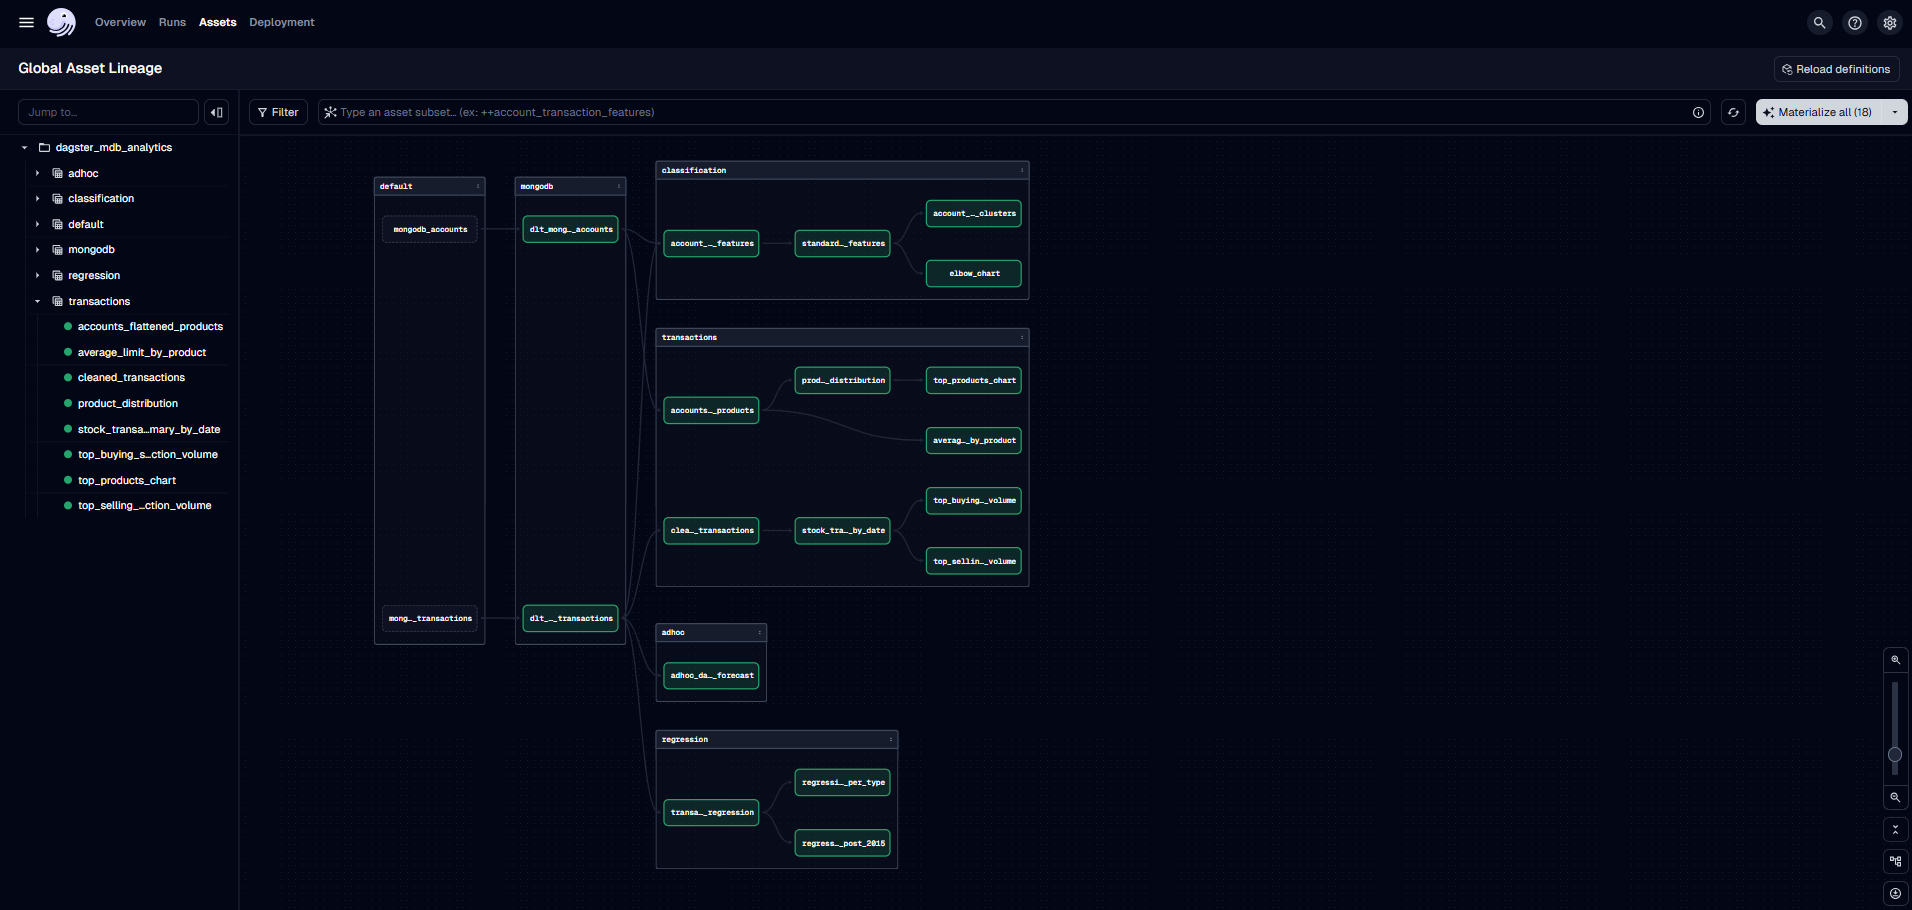 Overview Runs Assets Deployment
Global Asset Lineage
Reload definitions
Jump to…
Filter
Type an asset subset… (ex: ++account_transaction_features)
Materialize all (18)
dagster_mdb_analytics
adhoc
classification
default
mongodb
regression
transactions
accounts_flattened_products
average_limit_by_product
cleaned_transactions
product_distribution
stock_transa…mary_by_date
top_buying_s…ction_volume
top_products_chart
top_selling_…ction_volume
default
mongodb_accounts
mong…_transactions
mongodb
dlt_mong…_accounts
dlt_…_transactions
classification
account_…_features
standard…_features
account_…_clusters
elbow_chart
transactions
accounts…_products
prod…_distribution
top_products_chart
averag…_by_product
clea…_transactions
stock_tra…_by_date
top_buying…_volume
top_sellin…_volume
adhoc
adhoc_da…_forecast
regression
transa…_regression
regressi…_per_type
regress…_post_2015